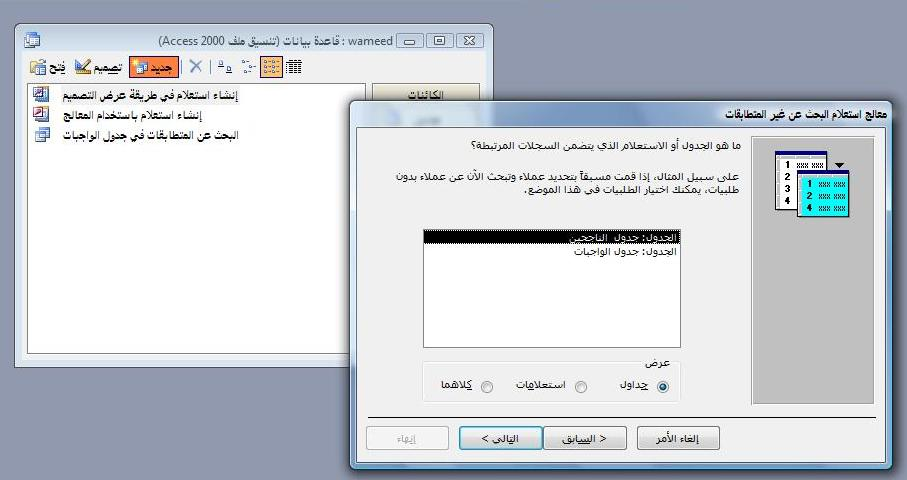 wameed : قاعدة بيانات (تنسيق ملف Access 2000)
فتح تصميم جديد
الكائنات
إنشاء استعلام في طريقة عرض التصميم
إنشاء استعلام باستخدام المعالج
البحث عن المتطابقات في جدول الواجبات
معالج استعلام البحث عن غير المتطابقات
ما هو الجدول أو الاستعلام الذي يتضمن السجلات المرتبطة؟
على سبيل المثال، إذا قمت مسبقاً بتحديد عملاء وتبحث الآن عن عملاء بدون
طلبيات، يمكنك اختيار الطلبيات في هذا الموضع.
1 xxx xxx
2
3
4
1 xxx xxx
2 xxx xxx
4 xxx xxx
الجدول: جدول الناجحين
الجدول: جدول الواجبات
عرض
جداول استعلامات كلاهما
إلغاء الأمر < السابق التالي > إنهاء